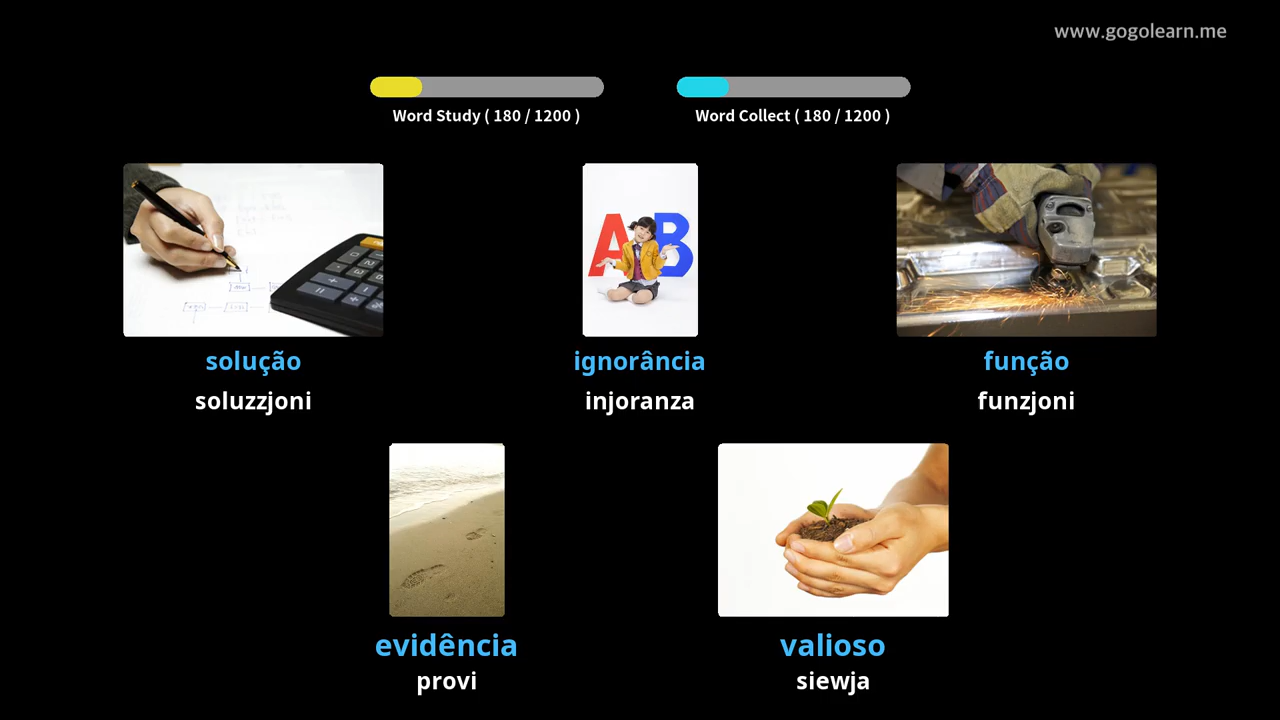 www.gogolearn.me
Word Study ( 180 / 1200 )
Word Collect ( 180 / 1200 )
A B
solução
ignorância
função
soluzzjoni
injoranza
funzjoni
evidência
valioso
provi
siewja